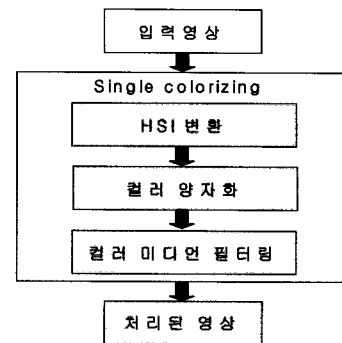 입력영상
Single colorizing
HSI 변환
컬러 양자화
컬러 미디언 필터링
처리된 영상